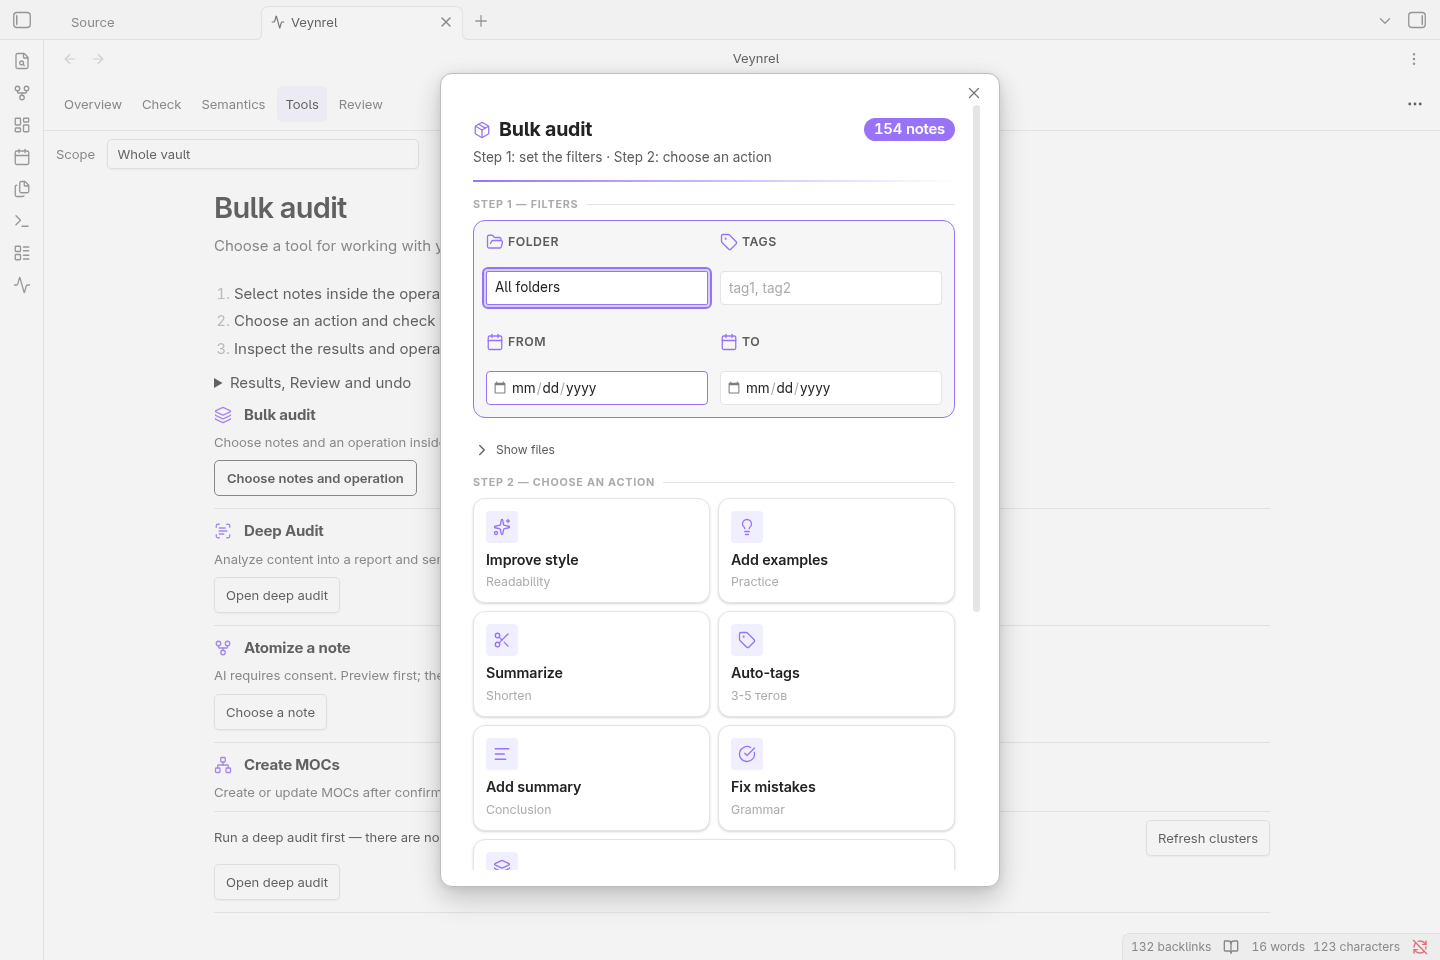 Source
Veynrel
Veynrel
Overview
Check
Semantics
Tools
Review
Scope
Whole vault
Bulk audit
Choose a tool for working with
1. Select notes inside the opera
2. Choose an action and check
3. Inspect the results and opera
Results, Review and undo
Bulk audit
Choose notes and an operation insid
Choose notes and operation
Deep Audit
Analyze content into a report and se
Open deep audit
Atomize a note
AI requires consent. Preview first; the
Choose a note
Create MOCs
Create or update MOCs after confirm
Run a deep audit first — there are no
Refresh clusters
Open deep audit
Bulk audit
154 notes
Step 1: set the filters · Step 2: choose an action
STEP 1 — FILTERS
FOLDER
TAGS
All folders
tag1, tag2
FROM
TO
mm/dd/yyyy
mm/dd/yyyy
Show files
STEP 2 — CHOOSE AN ACTION
Improve style
Readability
Add examples
Practice
Summarize
Shorten
Auto-tags
3-5 тегов
Add summary
Conclusion
Fix mistakes
Grammar
132 backlinks
16 words
123 characters